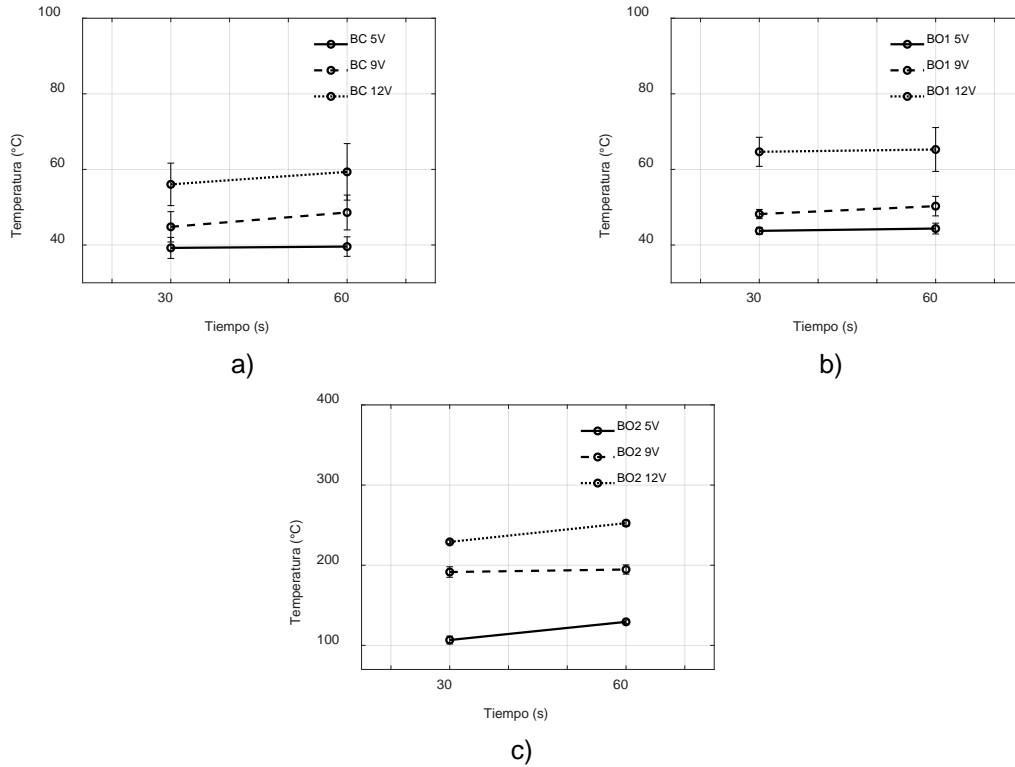 100
BC 5V
BC 9V
80
BC 12V
60
40
Temperatura (°C)
30
60
Tiempo (s)
a)
100
BO1 5V
BO1 9V
80
BO1 12V
60
40
Temperatura (°C)
30
60
Tiempo (s)
b)
400
BO2 5V
BO2 9V
300
BO2 12V
200
100
Temperatura (°C)
30
60
Tiempo (s)
c)